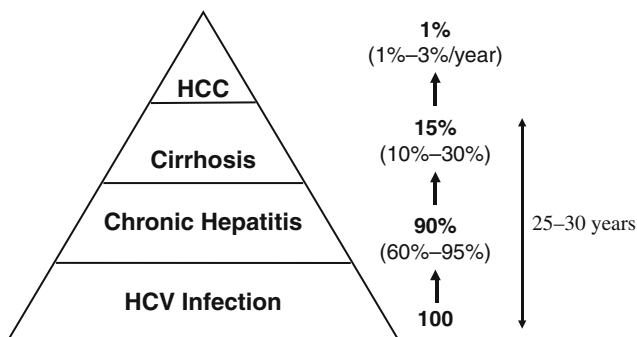 1%
(1%–3%/year)
HCC
15%
(10%–30%)
Cirrhosis
Chronic Hepatitis
90%
(60%–95%)
25–30 years
HCV Infection
100